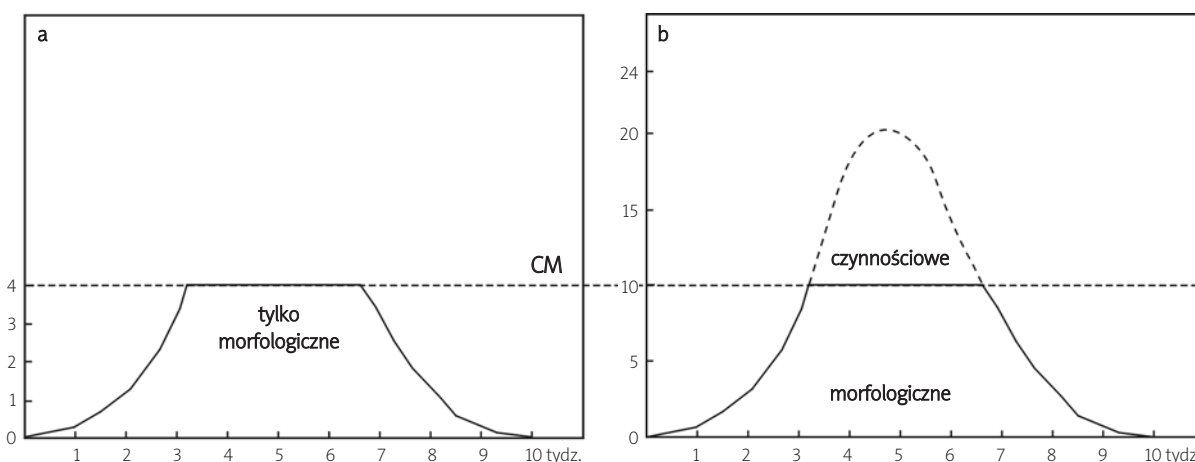 a
CM
4
3
2
1
0
tylko
morfologiczne
1 2 3 4 5 6 7 8 9 10 tydz.
b
24
20
15
10
5
0
czynnościowe
morfologiczne
1 2 3 4 5 6 7 8 9 10 tydz